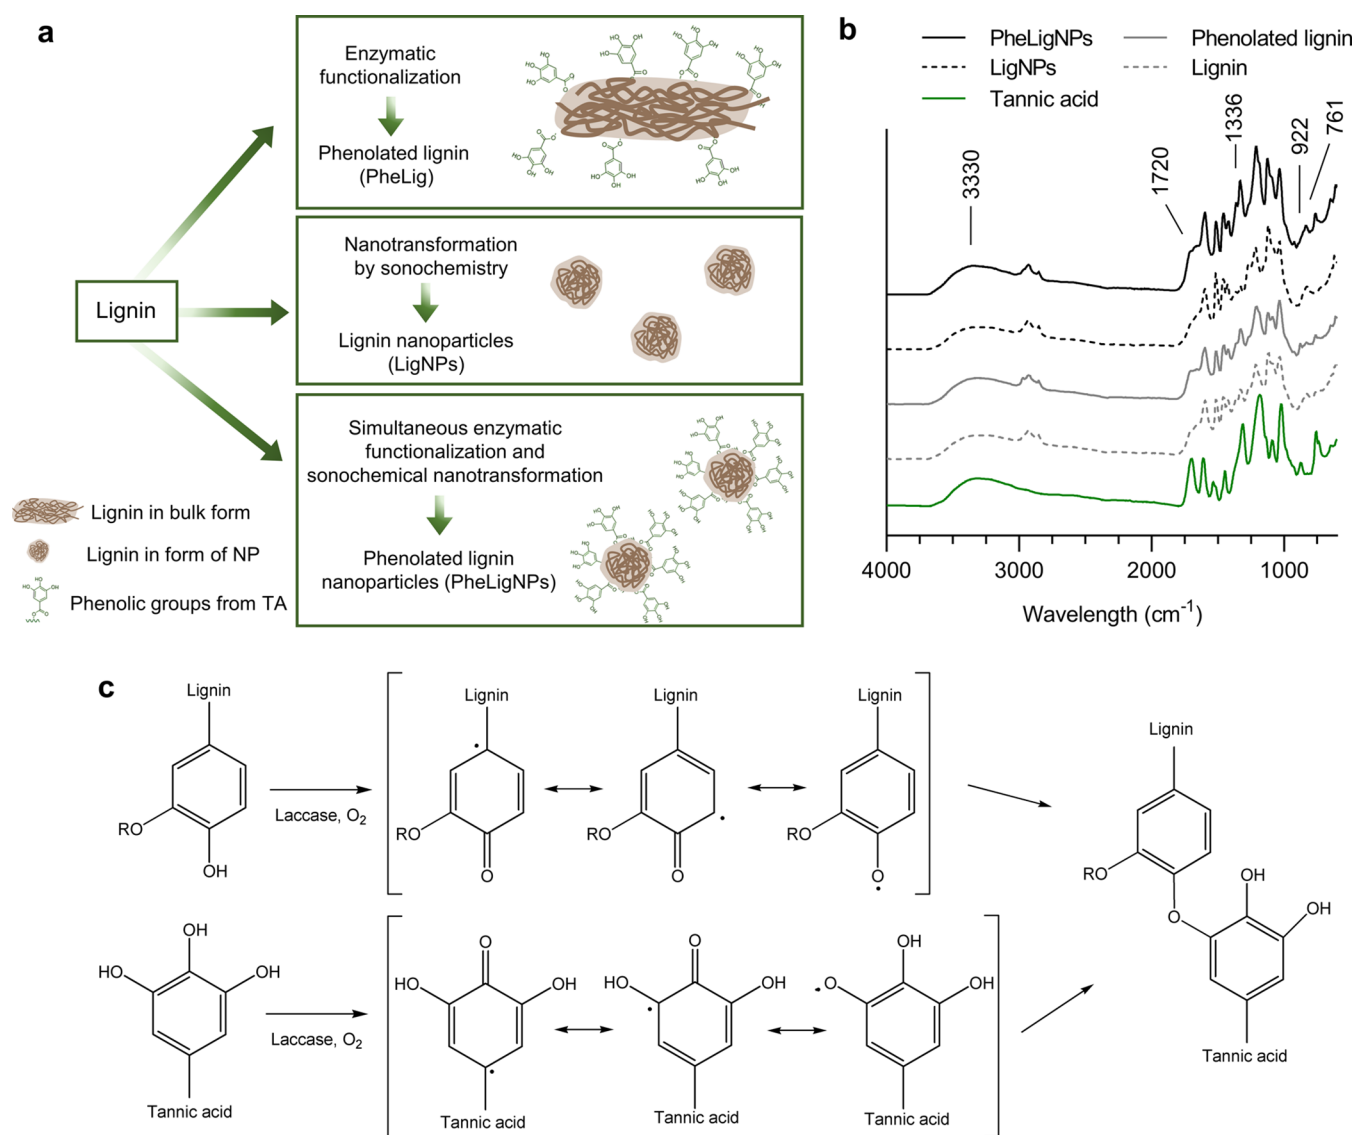 a
Enzymatic
functionalization
Phenolated lignin
(PheLig)
Nanotransformation
by sonochemistry
Lignin nanoparticles
(LigNPs)
Lignin
Simultaneous enzymatic
functionalization and
sonochemical nanotransformation
Phenolated lignin
nanoparticles (PheLigNPs)
Lignin in bulk form
Lignin in form of NP
Phenolic groups from TA
b
PheLigNPs
Phenolated lignin
LigNPs
Lignin
Tannic acid
3330
1720
1336
922
761
4000
3000
2000
1000
Wavelength (cm⁻¹)
c
Lignin
RO
OH
Laccase, O₂
Lignin
RO
O
Lignin
RO
O
Lignin
RO
O
Lignin
RO
O
OH
OH
Tannic acid
OH
HO
OH
Tannic acid
Laccase, O₂
O
HO
OH
Tannic acid
O
HO
OH
Tannic acid
OH
O
OH
Tannic acid